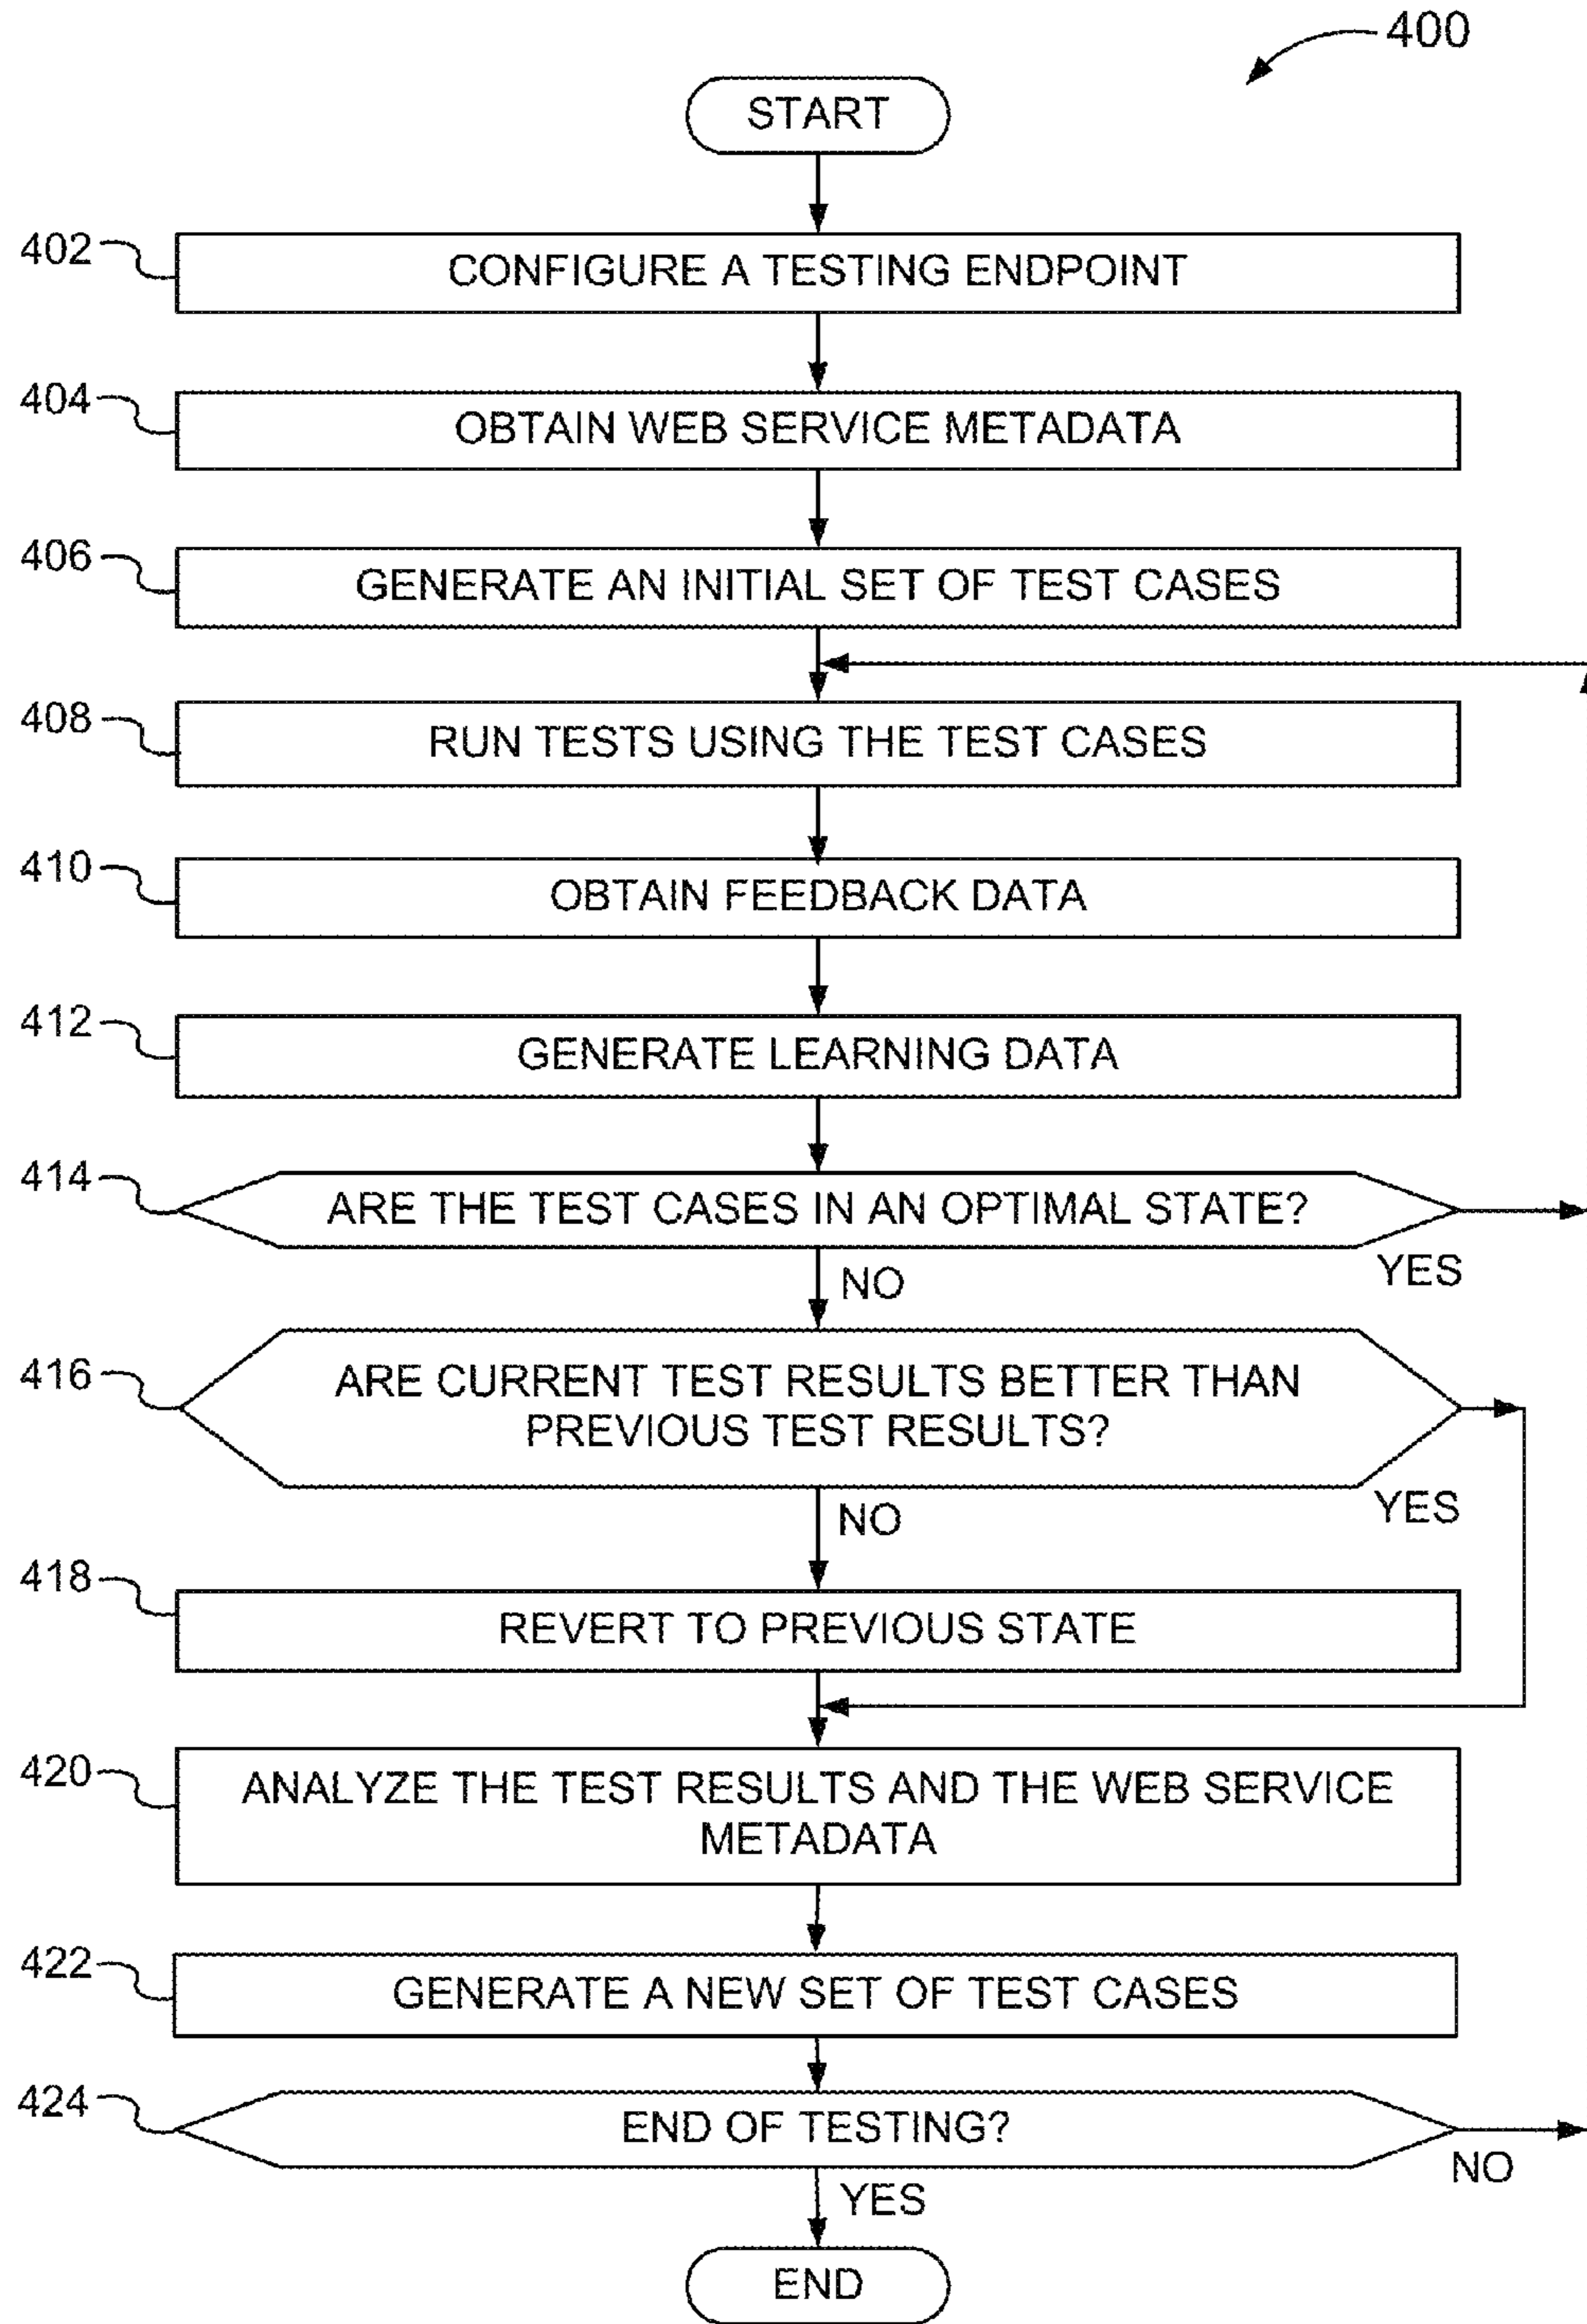 400
START
402
CONFIGURE A TESTING ENDPOINT
404
OBTAIN WEB SERVICE METADATA
406
GENERATE AN INITIAL SET OF TEST CASES
408
RUN TESTS USING THE TEST CASES
410
OBTAIN FEEDBACK DATA
412
GENERATE LEARNING DATA
414
ARE THE TEST CASES IN AN OPTIMAL STATE?
YES
NO
416
ARE CURRENT TEST RESULTS BETTER THAN
PREVIOUS TEST RESULTS?
YES
NO
418
REVERT TO PREVIOUS STATE
420
ANALYZE THE TEST RESULTS AND THE WEB SERVICE
METADATA
422
GENERATE A NEW SET OF TEST CASES
424
END OF TESTING?
NO
YES
END